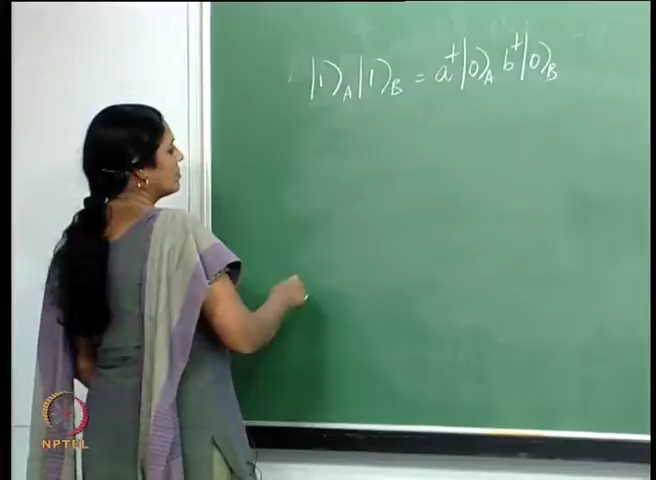 |1⟩_A |1⟩_B = a^† |0⟩_A b^† |0⟩_B
NPTEL